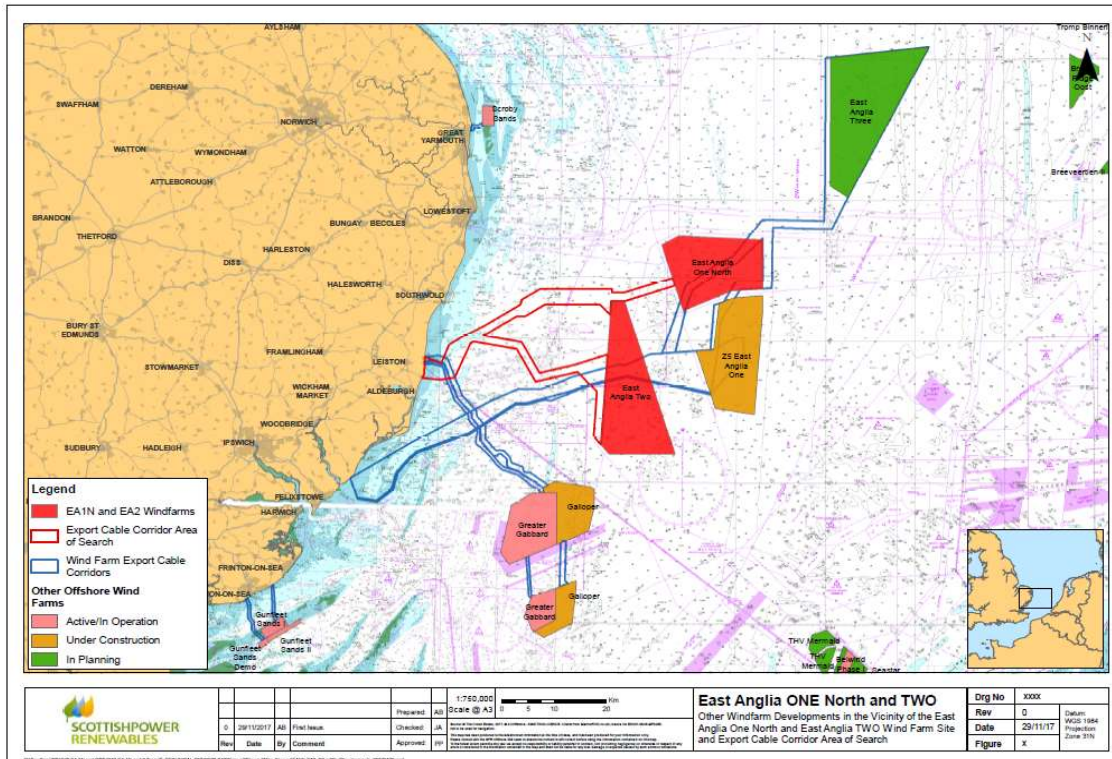 AYLSHAM
Tromp Binnen
N
DEREHAM
East
Anglia
Three
SWAFFHAM
Scroby
Sands
NORWICH
GREAT
YARMOUTH
WATTON
WYMONDHAM
ATTLEBOROUGH
BRANDON
BUNGAY
BECCLES
LOWESTOFT
THETFORD
HARLESTON
DISS
East Anglia
One North
HALESWORTH
SOUTHWOLD
BURY ST
EDMUNDS
FRAMLINGHAM
LEISTON
ZS East
Anglia
One
STOWMARKET
WICKHAM
MARKET
ALDEBURGH
East
Anglia Two
WOODBRIDGE
SUDBURY
HADLEIGH
IPSWICH
FELIXSTOWE
HARWICH
Greater
Gabbard
Galloper
FRINTON-ON-SEA
ON-ON-SEA
Greater
Gabbard
Galloper
Gunfleet
Sands I
Gunfleet
Sands II
Gunfleet
Sands
Demo
THV Mermaid
THV
Mermaid
Belwind
Phase I
Seastar
Legend
EA1N and EA2 Windfarms
Export Cable Corridor Area
of Search
Wind Farm Export Cable
Corridors
Other Offshore Wind
Farms
Active/In Operation
Under Construction
In Planning
SCOTTISHPOWER
RENEWABLES
0 29/11/2017 AB First Issue.
Rev Date By Comment
Prepared: AB
Checked: JA
Approved: PP
1:750,000
Scale @ A3
0 5 10 20
Km
East Anglia ONE North and TWO
Other Windfarm Developments in the Vicinity of the East
Anglia One North and East Anglia TWO Wind Farm Site
and Export Cable Corridor Area of Search
Drg No xxxx
Rev 0
Date 29/11/17
Figure x
Datum
WGS 1984
Projection
Zone 31N